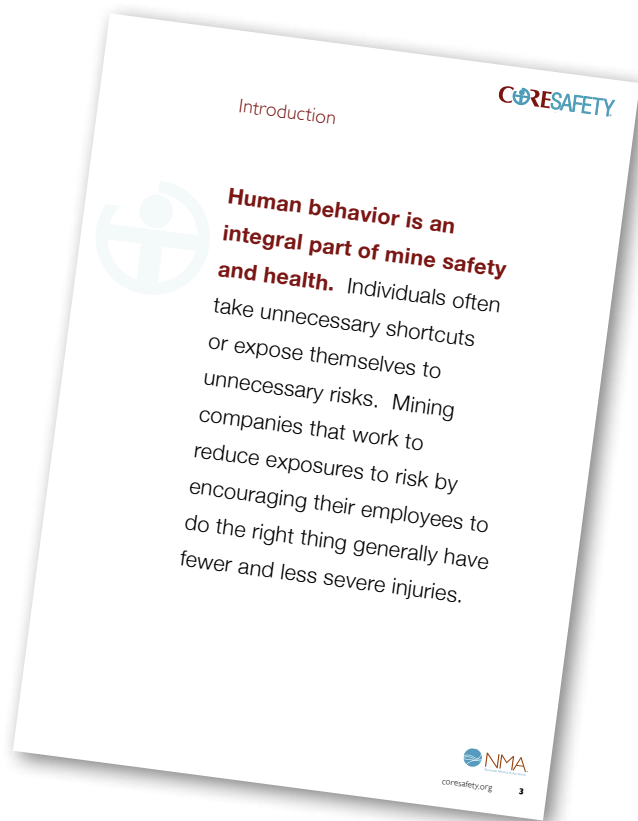 CORESAFETY
Introduction
Human behavior is an
integral part of mine safety
and health. Individuals often
take unnecessary shortcuts
or expose themselves to
unnecessary risks. Mining
companies that work to
reduce exposures to risk by
encouraging their employees to
do the right thing generally have
fewer and less severe injuries.
NMA
coresafety.org 3